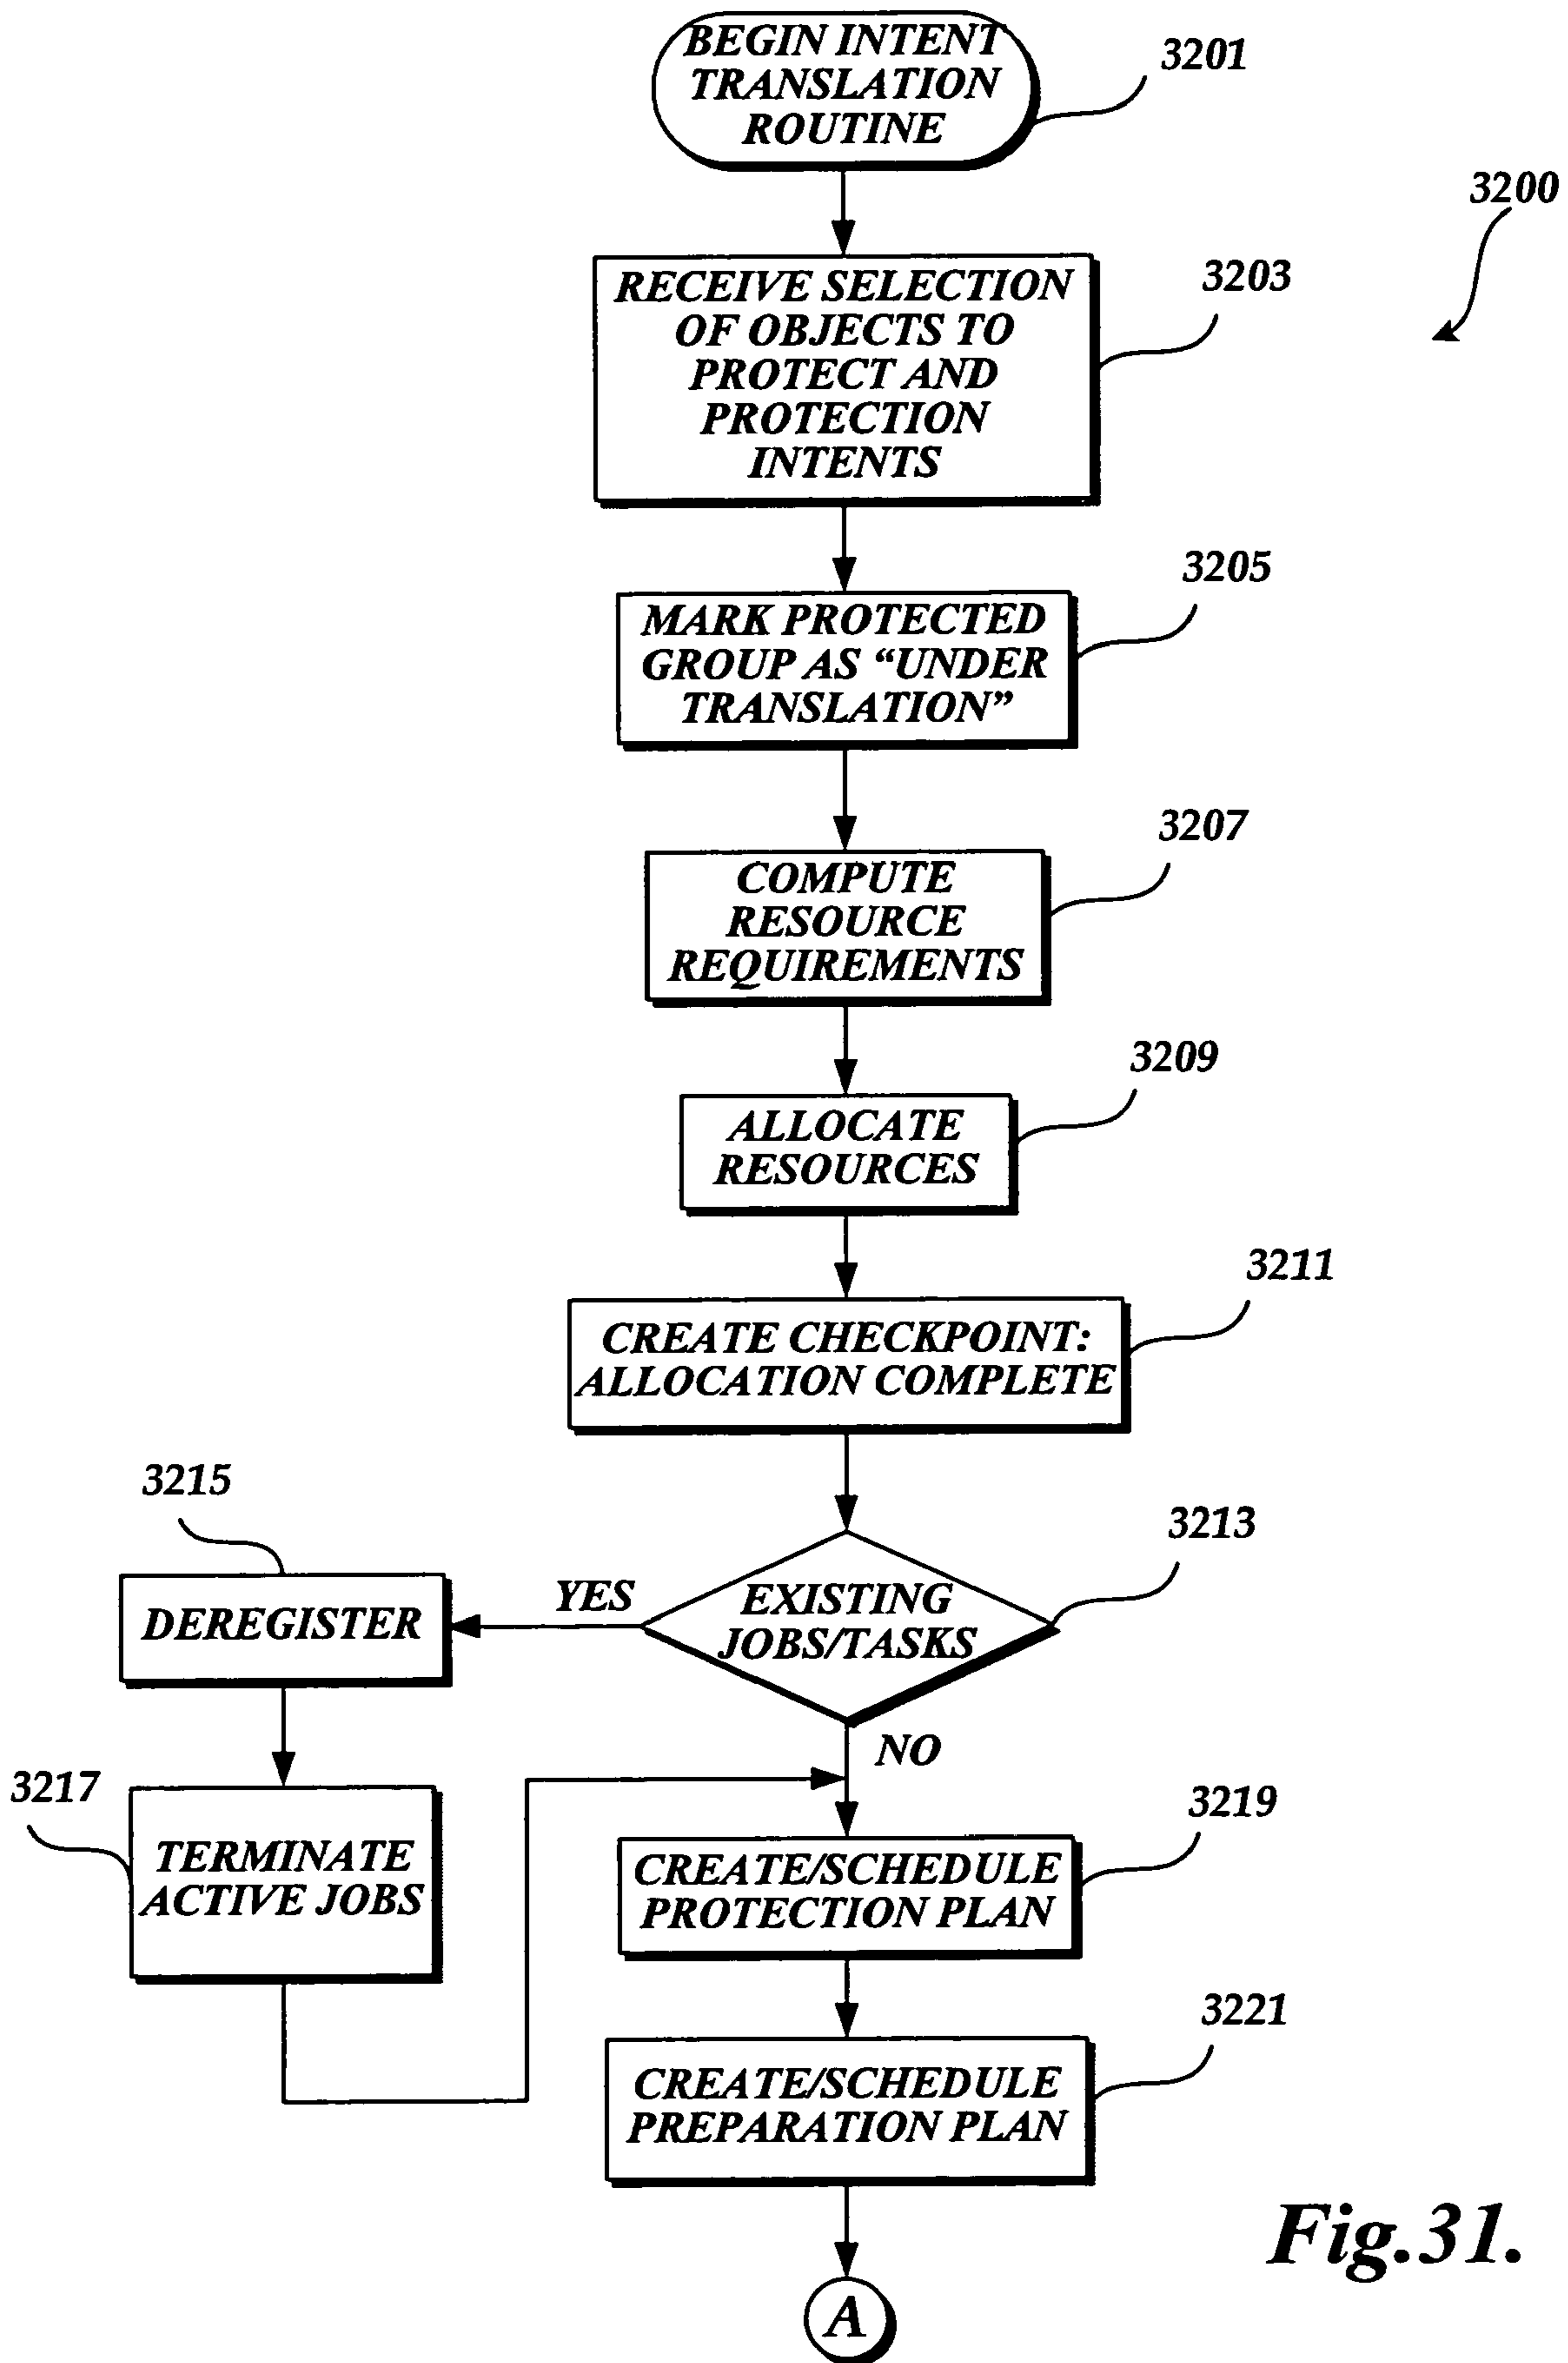 BEGIN INTENT
TRANSLATION
ROUTINE
3201
3200
RECEIVE SELECTION
OF OBJECTS TO
PROTECT AND
PROTECTION
INTENTS
3203
MARK PROTECTED
GROUP AS “UNDER
TRANSLATION”
3205
COMPUTE
RESOURCE
REQUIREMENTS
3207
ALLOCATE
RESOURCES
3209
CREATE CHECKPOINT:
ALLOCATION COMPLETE
3211
EXISTING
JOBS/TASKS
3213
YES
3215
DEREGISTER
NO
3217
TERMINATE
ACTIVE JOBS
CREATE/SCHEDULE
PROTECTION PLAN
3219
CREATE/SCHEDULE
PREPARATION PLAN
3221
A
Fig.31.